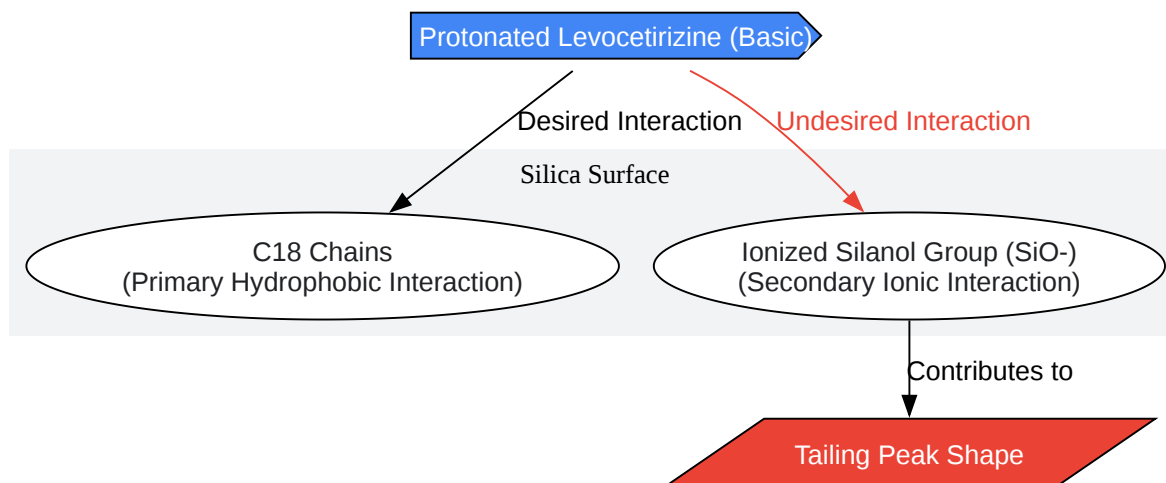 Protonated Levocetirizine (Basic)
Desired Interaction
Undesired Interaction
Silica Surface
C18 Chains
(Primary Hydrophobic Interaction)
Ionized Silanol Group (SiO-)
(Secondary Ionic Interaction)
Contributes to
Tailing Peak Shape